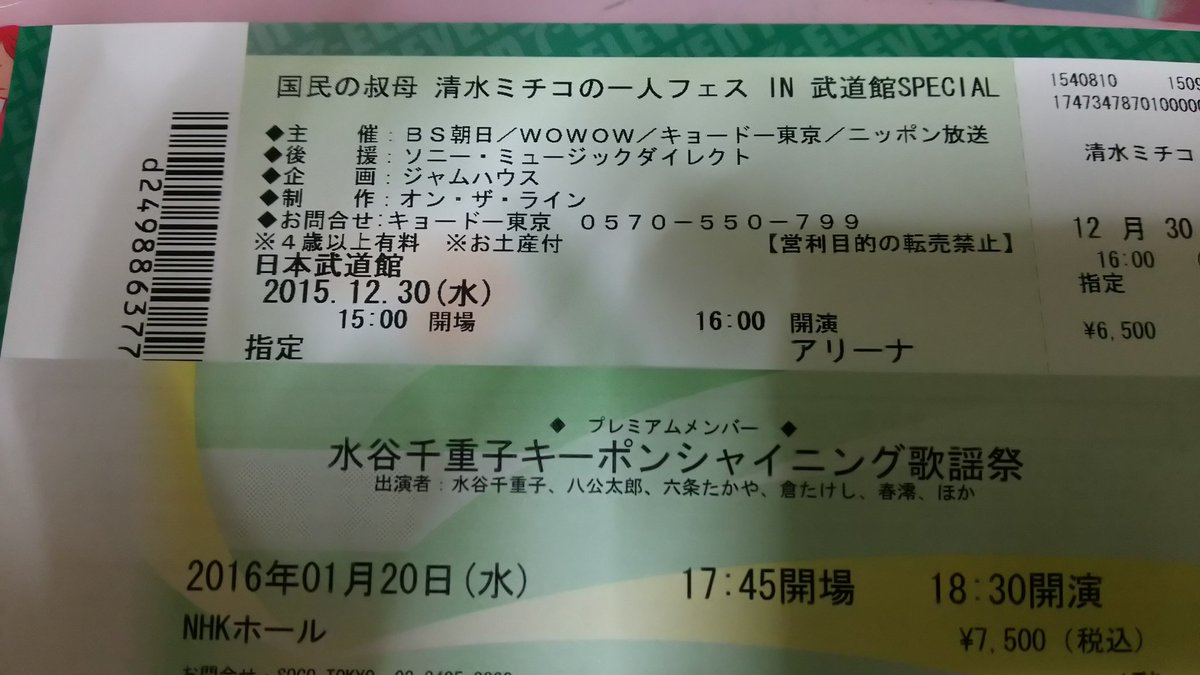 7-ELEVEN
国民の叔母 清水ミチコの一人フェス IN 武道館SPECIAL
◆主 催:BS朝日/WOWOW/キョードー東京/ニッポン放送
◆後 援:ソニー・ミュージックダイレクト
◆企 画:ジャムハウス
◆制 作:オン・ザ・ライン
◆お問合せ:キョードー東京 0570-550-799
※4歳以上有料 ※お土産付 【営利目的の転売禁止】
日本武道館
2015.12.30(水)
15:00 開場 16:00 開演
指定 アリーナ
d24988637
1540810 1509
17473478701000000
清水ミチコ
12 月 30
16:00
指定
¥6,500
◆ プレミアムメンバー ◆
水谷千重子キーポンシャイニング歌謡祭
出演者:水谷千重子、八公太郎、六条たかや、倉たけし、春澪、ほか
2016年01月20日(水) 17:45開場 18:30開演
NHKホール ¥7,500(税込)